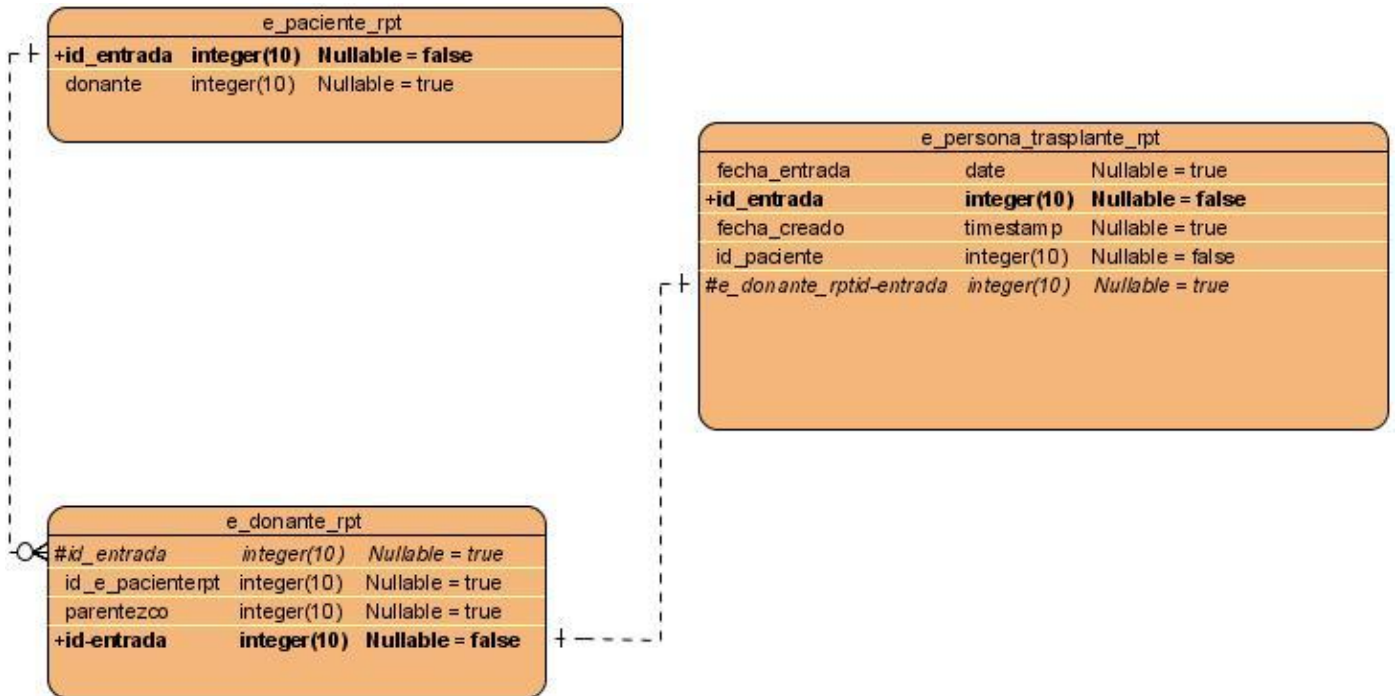 e_paciente_rpt
+id_entrada integer(10) Nullable = false
donante integer(10) Nullable = true
e_persona_trasplante_rpt
fecha_entrada date Nullable = true
+id_entrada integer(10) Nullable = false
fecha_creado timestamp Nullable = true
id_paciente integer(10) Nullable = false
#e_donante_rptid-entrada integer(10) Nullable = true
e_donante_rpt
#id_entrada integer(10) Nullable = true
id_e_pacienterpt integer(10) Nullable = true
parentezco integer(10) Nullable = true
+id-entrada integer(10) Nullable = false